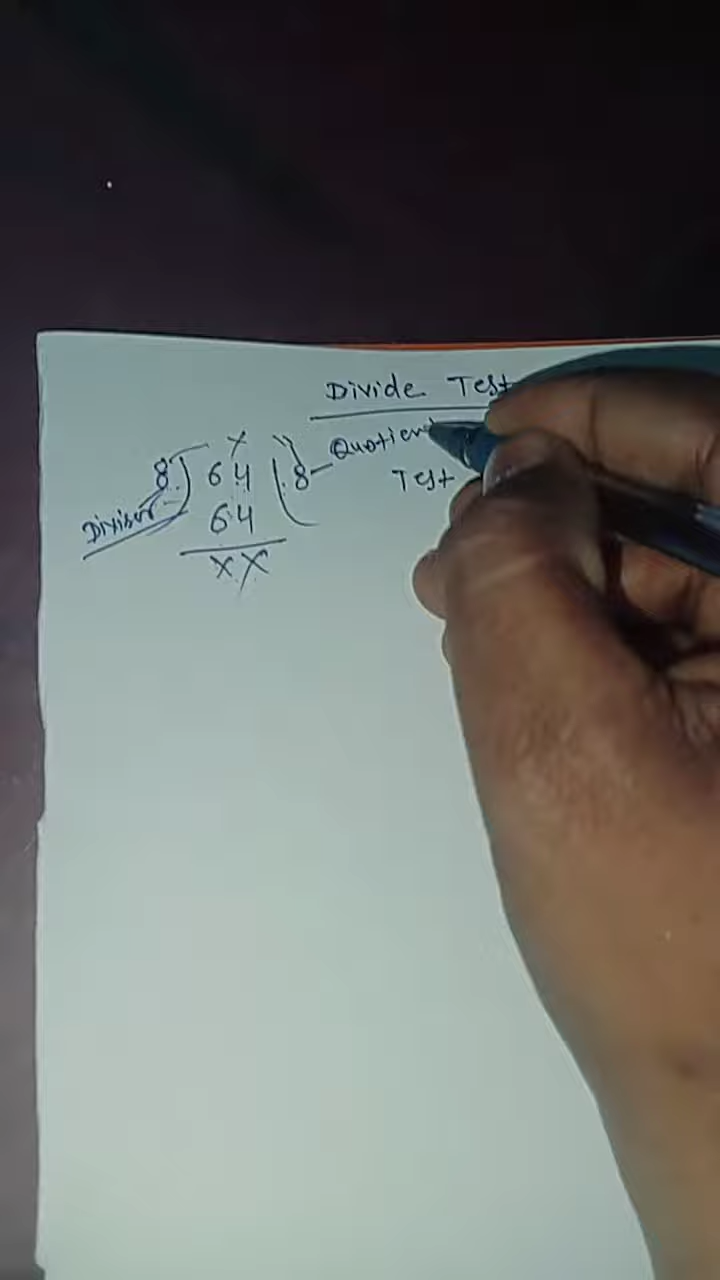 Divide Test
8) 64 (8 Quotient
Test
Divisor
64
XX